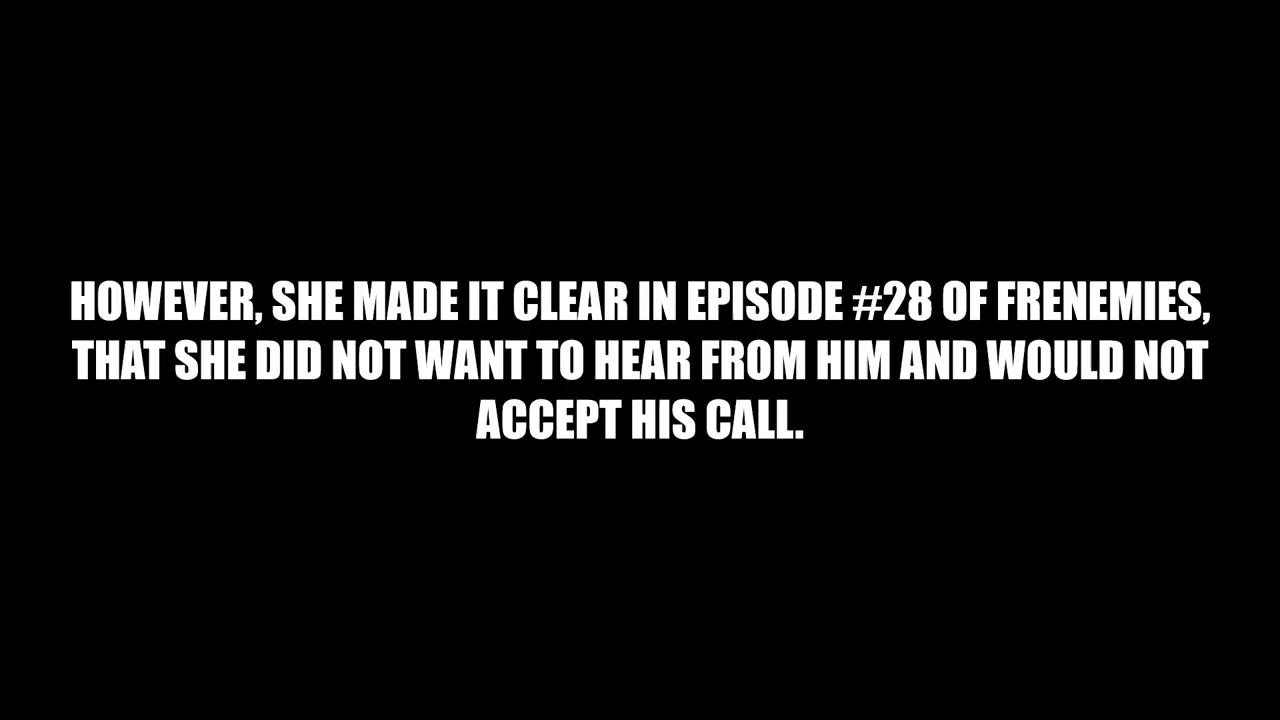 HOWEVER, SHE MADE IT CLEAR IN EPISODE #28 OF FRENEMIES,
THAT SHE DID NOT WANT TO HEAR FROM HIM AND WOULD NOT
ACCEPT HIS CALL.